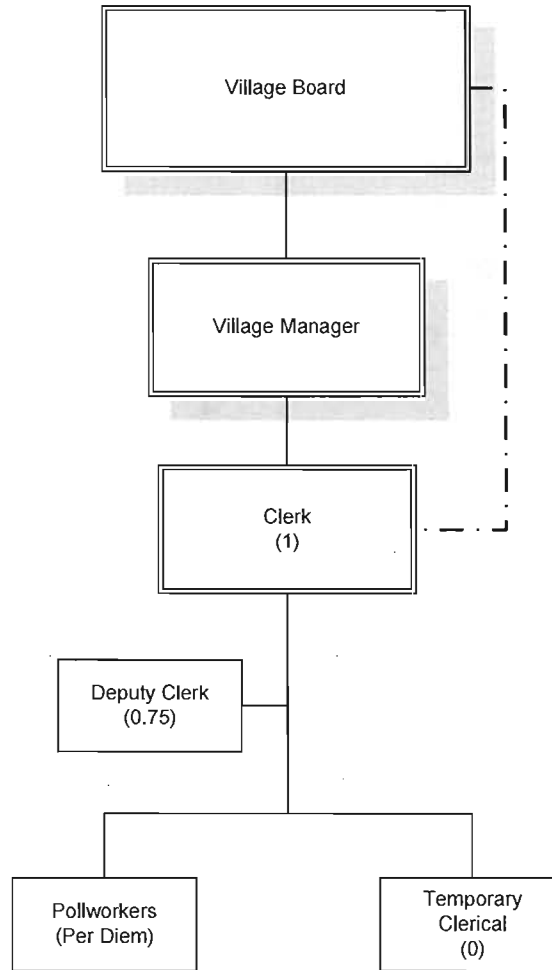 Village Board
Village Manager
Clerk
(1)
Deputy Clerk
(0.75)
Pollworkers
(Per Diem)
Temporary
Clerical
(0)